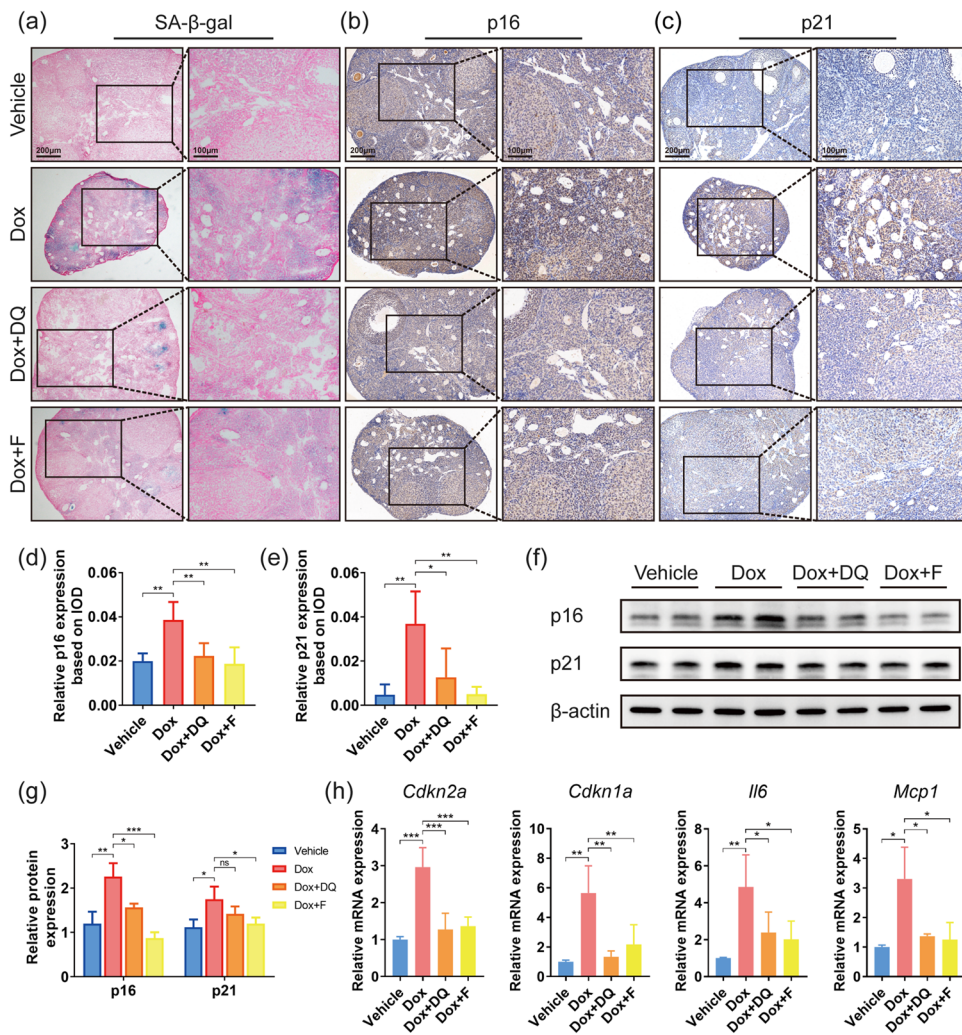 (a) SA-β-gal (b) p16 (c) p21
Vehicle
200μm 100μm 200μm 100μm 200μm 100μm
Dox
Dox+DQ
Dox+F
(d)
Relative p16 expression
based on IOD
0.06
0.04
0.02
0.00
** ** **
Vehicle Dox Dox+DQ Dox+F
(e)
Relative p21 expression
based on IOD
0.06
0.04
0.02
0.00
** * **
Vehicle Dox Dox+DQ Dox+F
(f)
Vehicle Dox Dox+DQ Dox+F
p16
p21
β-actin
(g)
Relative protein
expression
3
2
1
0
** * ***
* ns *
p16 p21
Vehicle
Dox
Dox+DQ
Dox+F
(h)
Cdkn2a
Relative mRNA expression
4
3
2
1
0
*** *** ***
Vehicle Dox Dox+DQ Dox+F
Cdkn1a
Relative mRNA expression
10
8
6
4
2
0
** ** **
Vehicle Dox Dox+DQ Dox+F
Il6
Relative mRNA expression
8
6
4
2
0
** * *
Vehicle Dox Dox+DQ Dox+F
Mcp1
Relative mRNA expression
5
4
3
2
1
0
* * *
Vehicle Dox Dox+DQ Dox+F